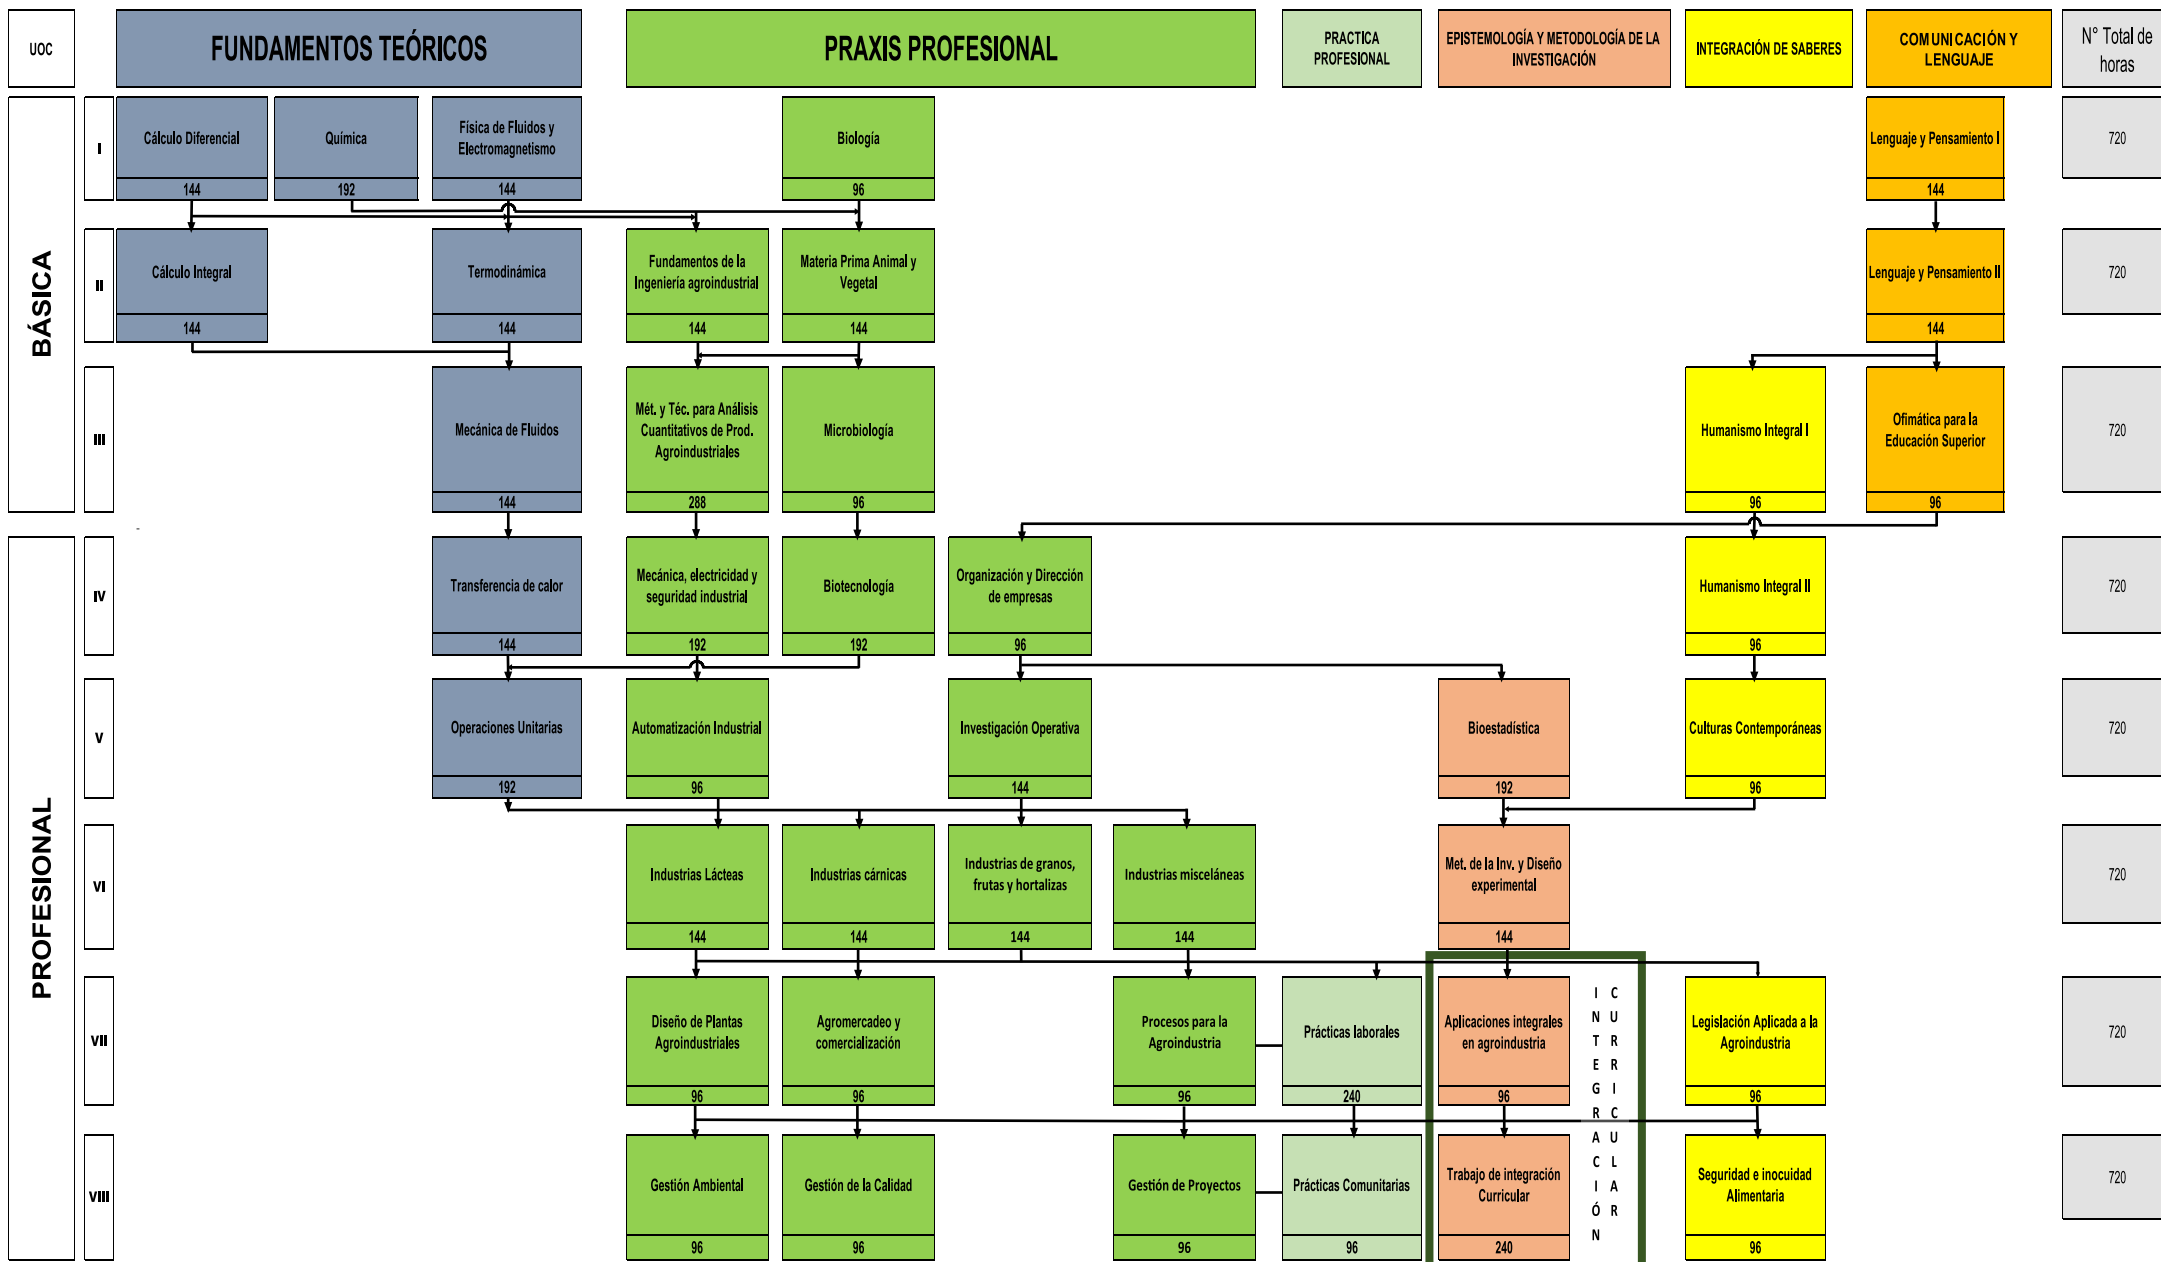 UOC
FUNDAMENTOS TEÓRICOS
PRAXIS PROFESIONAL
PRACTICA
PROFESIONAL
EPISTEMOLOGÍA Y METODOLOGÍA DE LA
INVESTIGACIÓN
INTEGRACIÓN DE SABERES
COMUNICACIÓN Y
LENGUAJE
N° Total de
horas
BÁSICA
I
Cálculo Diferencial
144
Química
192
Física de Fluidos y
Electromagnetismo
144
Biología
96
Lenguaje y Pensamiento I
144
720
II
Cálculo Integral
144
Termodinámica
144
Fundamentos de la
Ingeniería agroindustrial
144
Materia Prima Animal y
Vegetal
144
Lenguaje y Pensamiento II
144
720
III
Mecánica de Fluidos
144
Mét. y Téc. para Análisis
Cuantitativos de Prod.
Agroindustriales
288
Microbiología
96
Humanismo Integral I
96
Ofimática para la
Educación Superior
96
720
PROFESIONAL
IV
Transferencia de calor
144
Mecánica, electricidad y
seguridad industrial
192
Biotecnología
192
Organización y Dirección
de empresas
96
Humanismo Integral II
96
720
V
Operaciones Unitarias
192
Automatización Industrial
96
Investigación Operativa
144
Bioestadística
192
Culturas Contemporáneas
96
720
VI
Industrias Lácteas
144
Industrias cárnicas
144
Industrias de granos,
frutas y hortalizas
144
Industrias misceláneas
144
Met. de la Inv. y Diseño
experimental
144
720
VII
Diseño de Plantas
Agroindustriales
96
Agromercadeo y
comercialización
96
Procesos para la
Agroindustria
96
Prácticas laborales
240
Aplicaciones integrales
en agroindustria
96
INTEGRACIÓN
CURRICULAR
Legislación Aplicada a la
Agroindustria
96
720
VIII
Gestión Ambiental
96
Gestión de la Calidad
96
Gestión de Proyectos
96
Prácticas Comunitarias
96
Trabajo de integración
Curricular
240
Seguridad e inocuidad
Alimentaria
96
720